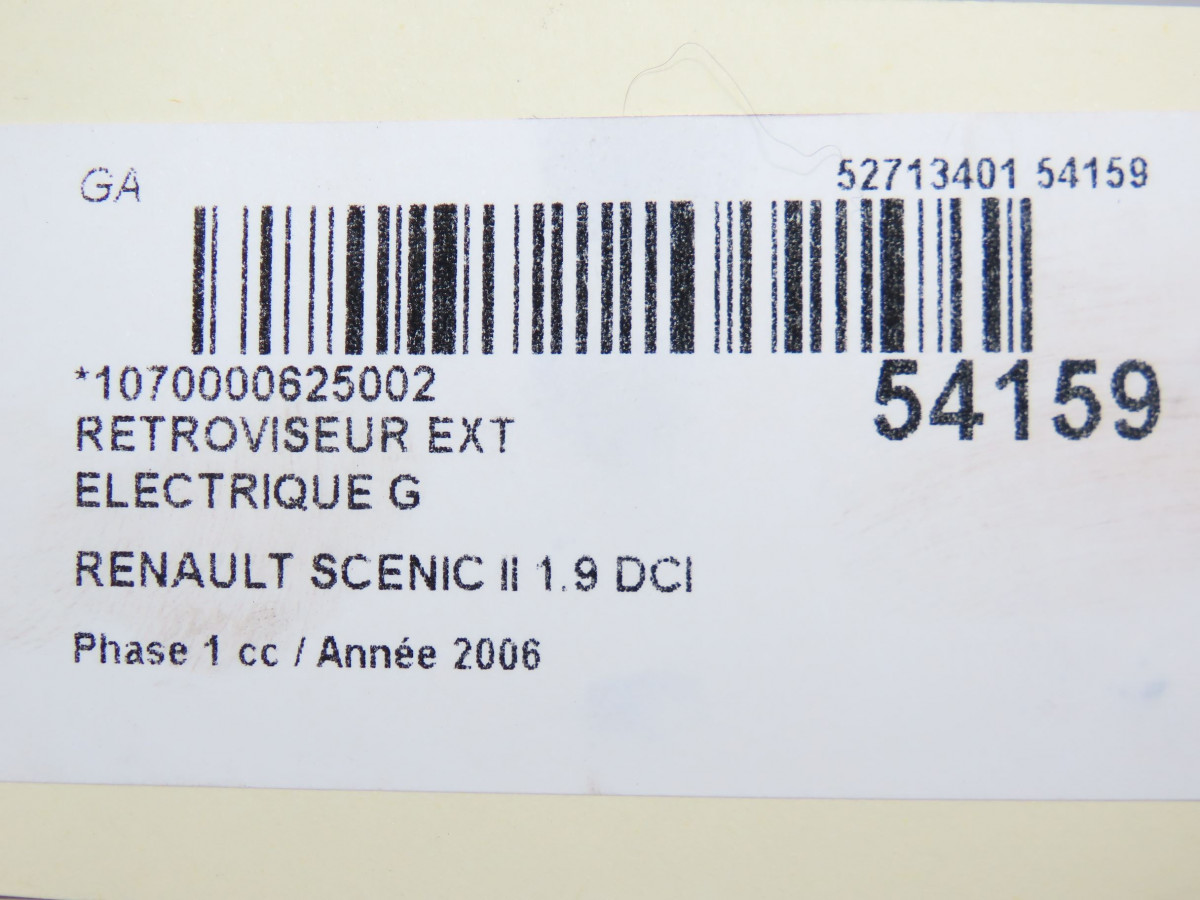 GA
52713401 54159
*1070000625002
54159
RETROVISEUR EXT
ELECTRIQUE G
RENAULT SCENIC II 1.9 DCI
Phase 1 cc / Année 2006